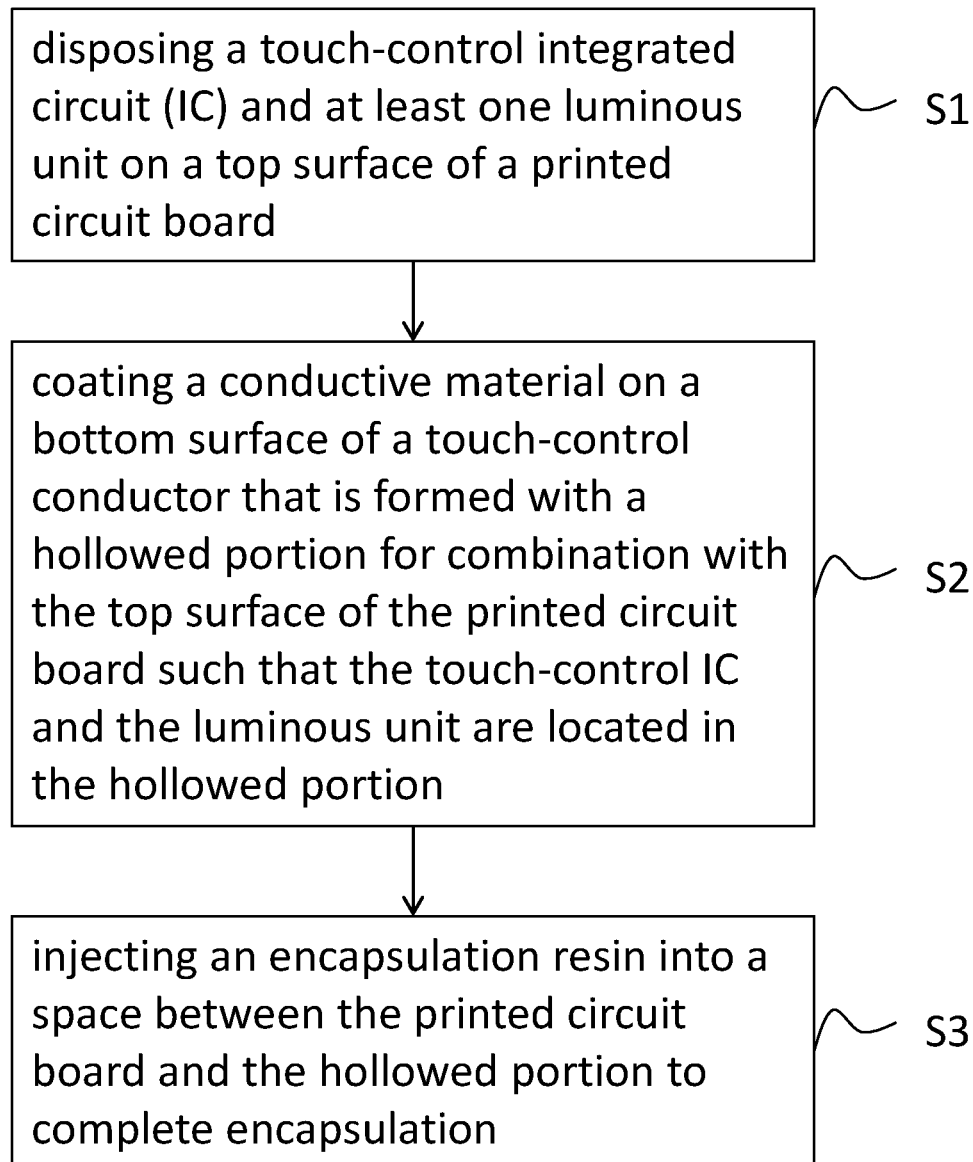 disposing a touch-control integrated
circuit (IC) and at least one luminous
unit on a top surface of a printed
circuit board
S1
coating a conductive material on a
bottom surface of a touch-control
conductor that is formed with a
hollowed portion for combination with
the top surface of the printed circuit
board such that the touch-control IC
and the luminous unit are located in
the hollowed portion
S2
injecting an encapsulation resin into a
space between the printed circuit
board and the hollowed portion to
complete encapsulation
S3